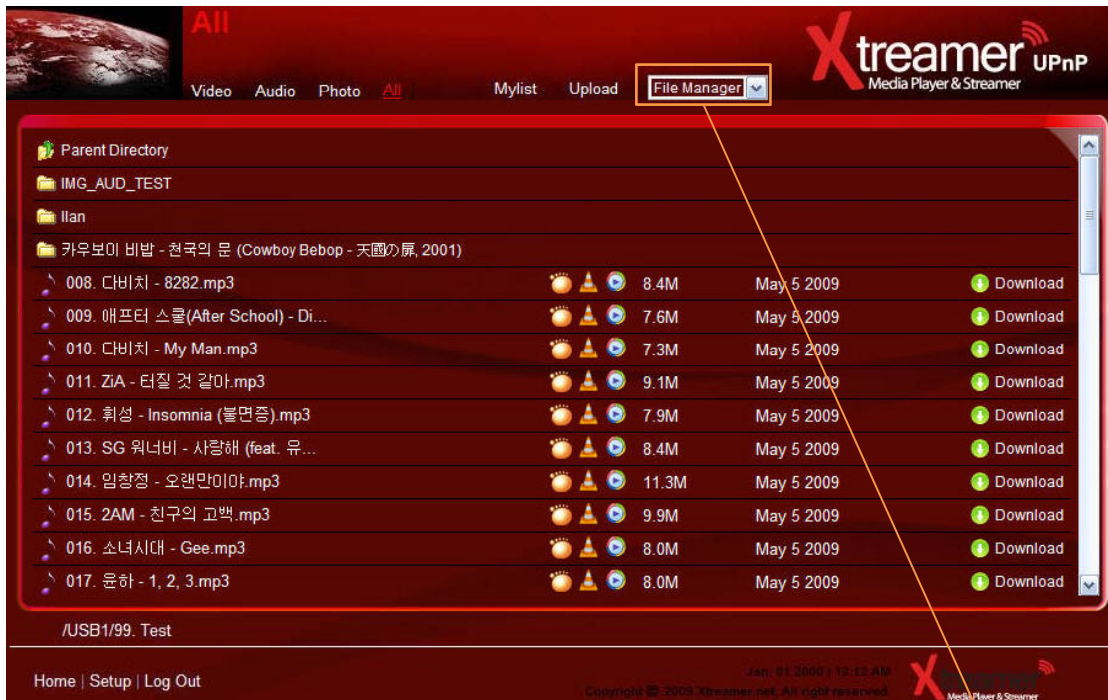 All
Xtreamer UPnP
Media Player & Streamer
Video Audio Photo All Mylist Upload File Manager
Parent Directory
IMG_AUD_TEST
Ilan
카우보이 비밥 - 천국의 문 (Cowboy Bebop - 天國の扉, 2001)
008. 다비치 - 8282.mp3 8.4M May 5 2009 Download
009. 애프터 스쿨(After School) - Di... 7.6M May 5 2009 Download
010. 다비치 - My Man.mp3 7.3M May 5 2009 Download
011. ZiA - 터질 것 같아.mp3 9.1M May 5 2009 Download
012. 휘성 - Insomnia (불면증).mp3 7.9M May 5 2009 Download
013. SG 워너비 - 사랑해 (feat. 유... 8.4M May 5 2009 Download
014. 임창정 - 오랜만이야.mp3 11.3M May 5 2009 Download
015. 2AM - 친구의 고백.mp3 9.9M May 5 2009 Download
016. 소녀시대 - Gee.mp3 8.0M May 5 2009 Download
017. 윤하 - 1, 2, 3.mp3 8.0M May 5 2009 Download
/USB1/99. Test
Home | Setup | Log Out
Jan, 01 2000 / 12:12 AM
Copyright @ 2009 Xtreamer.net, All right reserved.
Xtreamer
Media Player & Streamer